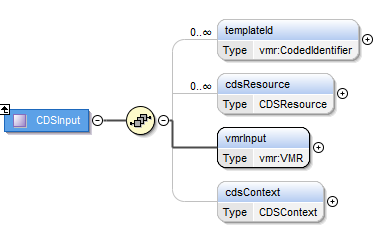 templateId
0..∞
Type vmr:CodedIdentifier
cdsResource
0..∞
Type CDSResource
CDSInput
vmrInput
Type vmr:VMR
cdsContext
Type CDSContext